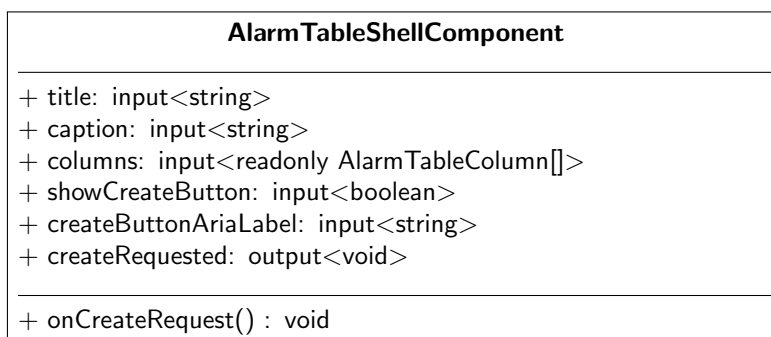 AlarmTableShellComponent
+ title: input<string>
+ caption: input<string>
+ columns: input<readonly AlarmTableColumn[]>
+ showCreateButton: input<boolean>
+ createButtonAriaLabel: input<string>
+ createRequested: output<void>
+ onCreateRequest() : void